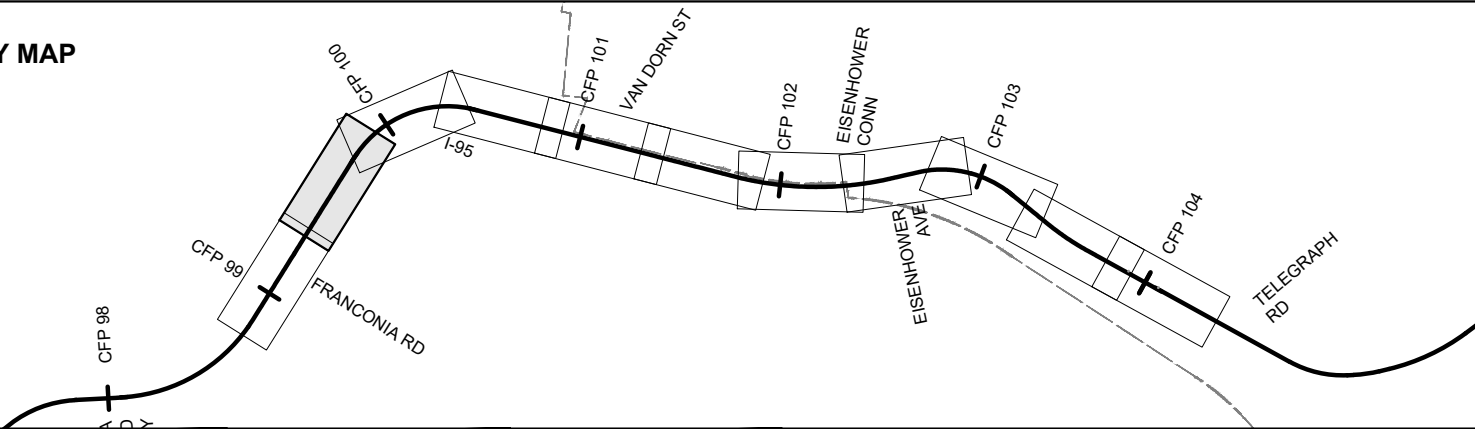 Y MAP
CFP 98
CFP 99
FRANCONIA RD
CFP 100
I-95
CFP 101
VAN DORN ST
CFP 102
EISENHOWER
CONN
EISENHOWER
AVE
CFP 103
CFP 104
TELEGRAPH
RD